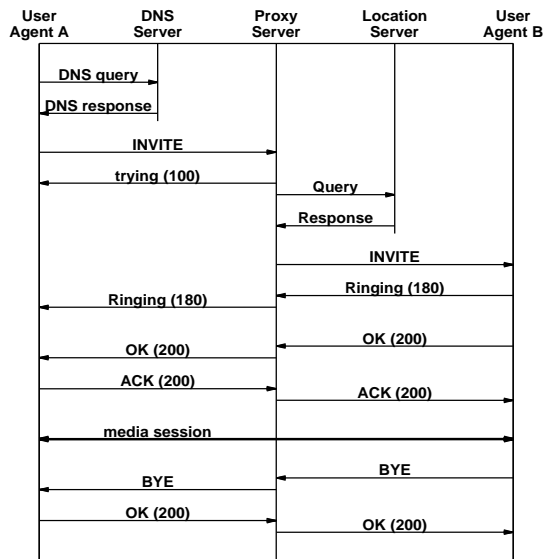 User Agent A
DNS Server
Proxy Server
Location Server
User Agent B
DNS query
DNS response
INVITE
trying (100)
Query
Response
INVITE
Ringing (180)
Ringing (180)
OK (200)
OK (200)
ACK (200)
ACK (200)
media session
BYE
BYE
OK (200)
OK (200)